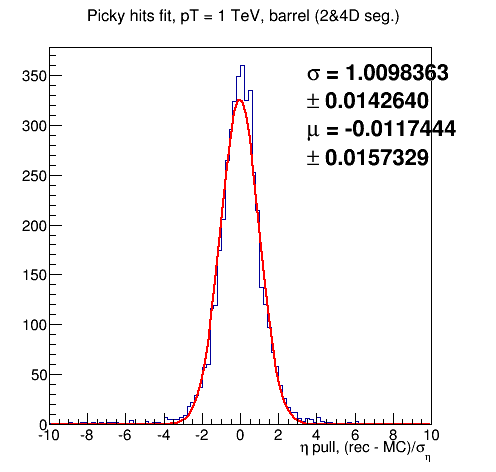 Picky hits fit, pT = 1 TeV, barrel (2&4D seg.)
σ = 1.0098363
± 0.0142640
μ = -0.0117444
± 0.0157329
350
300
250
200
150
100
50
0
-10 -8 -6 -4 -2 0 2 4 6 8 10
η pull, (rec - MC)/σ_η